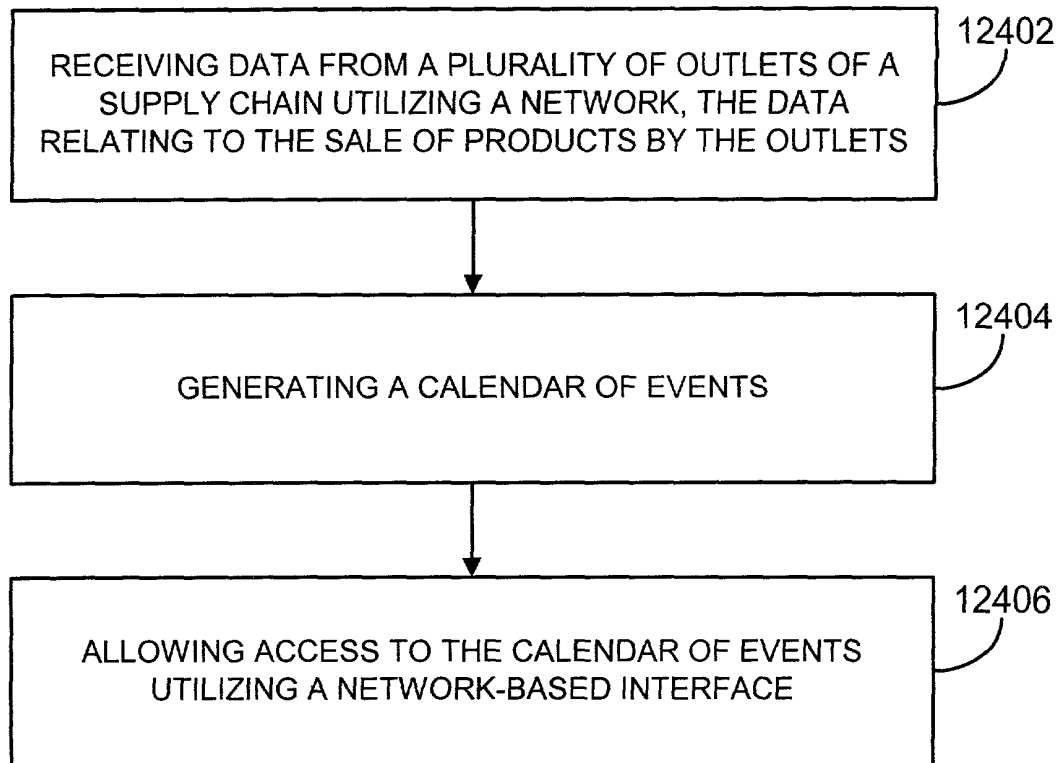 12402
RECEIVING DATA FROM A PLURALITY OF OUTLETS OF A
SUPPLY CHAIN UTILIZING A NETWORK, THE DATA
RELATING TO THE SALE OF PRODUCTS BY THE OUTLETS
12404
GENERATING A CALENDAR OF EVENTS
12406
ALLOWING ACCESS TO THE CALENDAR OF EVENTS
UTILIZING A NETWORK-BASED INTERFACE